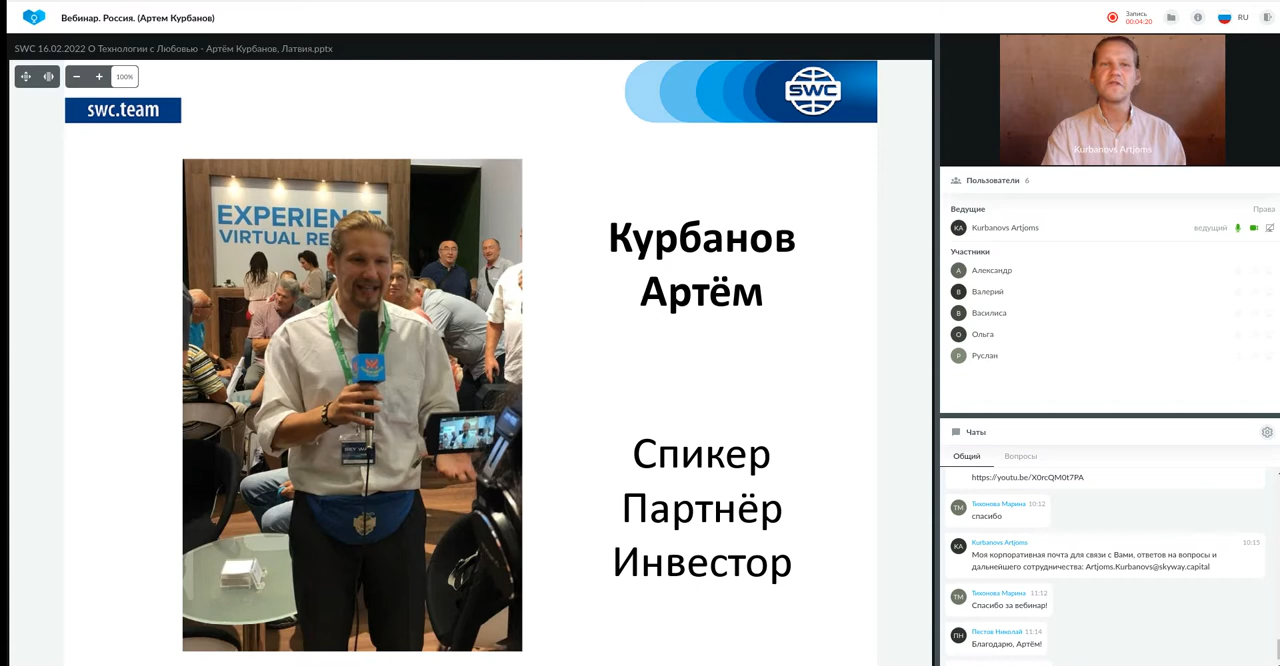 Вебинар. Россия. (Артем Курбанов)
Запись
00:04:20
RU
SWC 16.02.2022 О Технологии с Любовью - Артём Курбанов, Латвия.pptx
100%
swc.team
SWC
EXPERIENCE
VIRTUAL RE
SKY WAY
Курбанов
Артём
Спикер
Партнёр
Инвестор
Kurbanovs Artjoms
Пользователи 6
Ведущие Права
KA Kurbanovs Artjoms ведущий
Участники
А Александр
В Валерий
В Василиса
О Ольга
Р Руслан
Чаты
Общий Вопросы
https://youtu.be/X0rcQM0t7PA
ТМ Тихонова Марина 10:12
спасибо
KA Kurbanovs Artjoms 10:15
Моя корпоративная почта для связи с Вами, ответов на вопросы и
дальнейшего сотрудничества: Artjoms.Kurbanovs@skyway.capital
ТМ Тихонова Марина 11:12
Спасибо за вебинар!
ПН Пестов Николай 11:14
Благодарю, Артём!